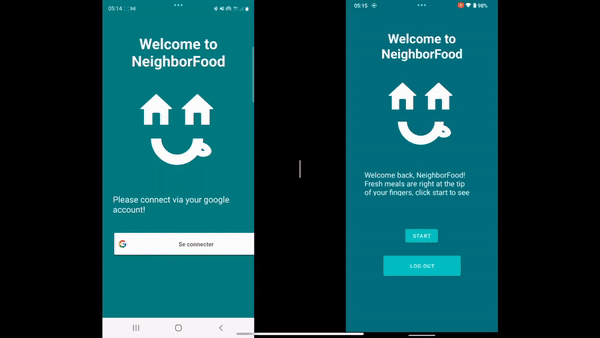 05:14
Welcome to
NeighborFood
Please connect via your google
account!
Se connecter
05:15
98%
Welcome to
NeighborFood
Welcome back, NeighborFood!
Fresh meals are right at the tip
of your fingers, click start to see
START
LOG OUT